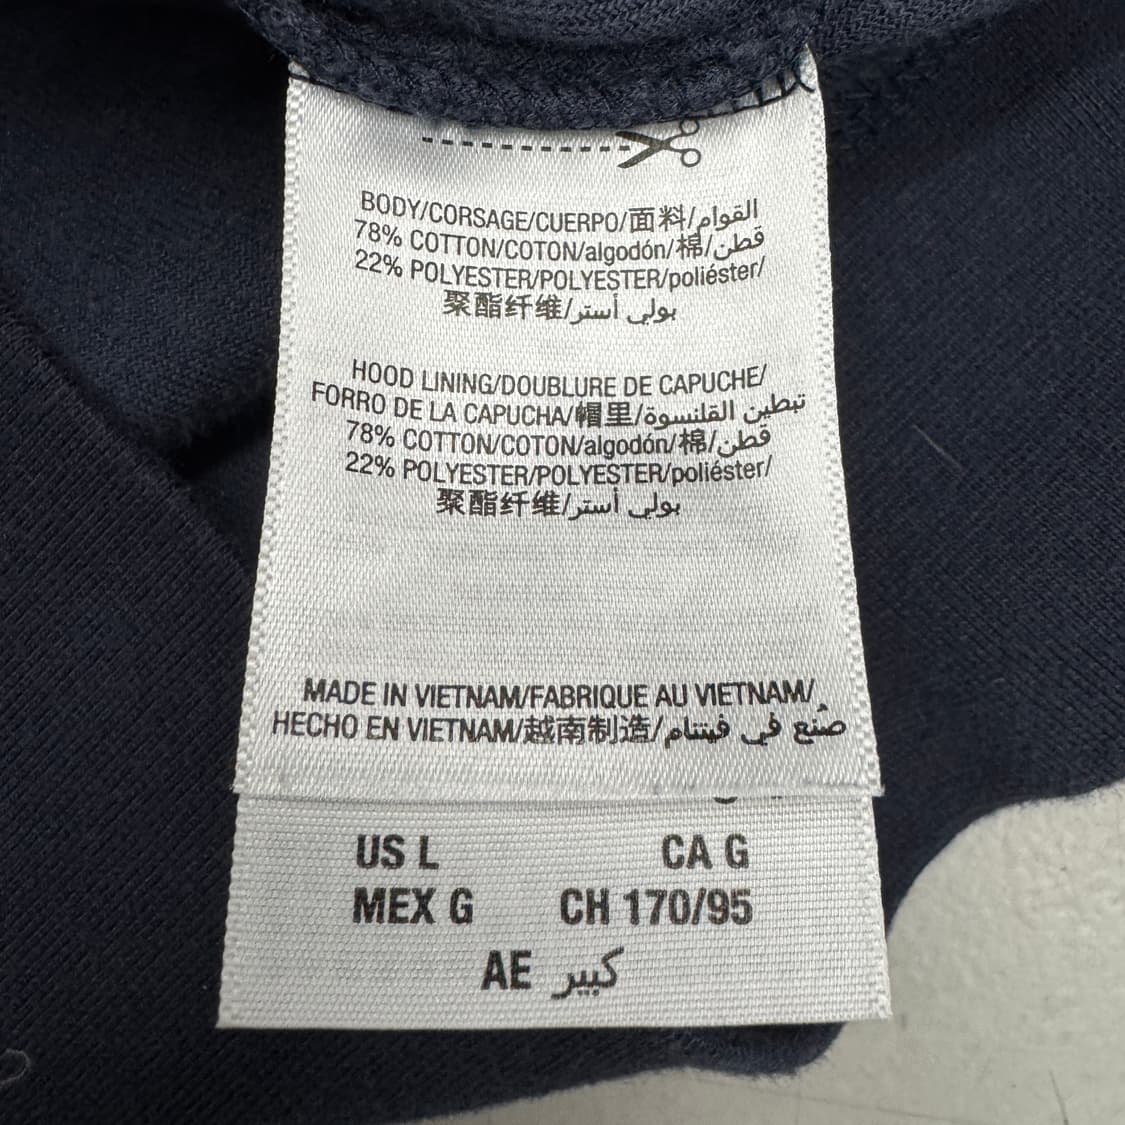 BODY/CORSAGE/CUERPO/面料/القوام
78% COTTON/COTON/algodón/棉/قطن
22% POLYESTER/POLYESTER/poliéster/
聚酯纤维/بولي أستر
HOOD LINING/DOUBLURE DE CAPUCHE/
FORRO DE LA CAPUCHA/帽里/تبطين القلنسوة
78% COTTON/COTON/algodón/棉/قطن
22% POLYESTER/POLYESTER/poliéster/
聚酯纤维/بولي أستر
MADE IN VIETNAM/FABRIQUE AU VIETNAM/
HECHO EN VIETNAM/越南制造/صُنع في فيتنام
US L CA G
MEX G CH 170/95
AE كبير